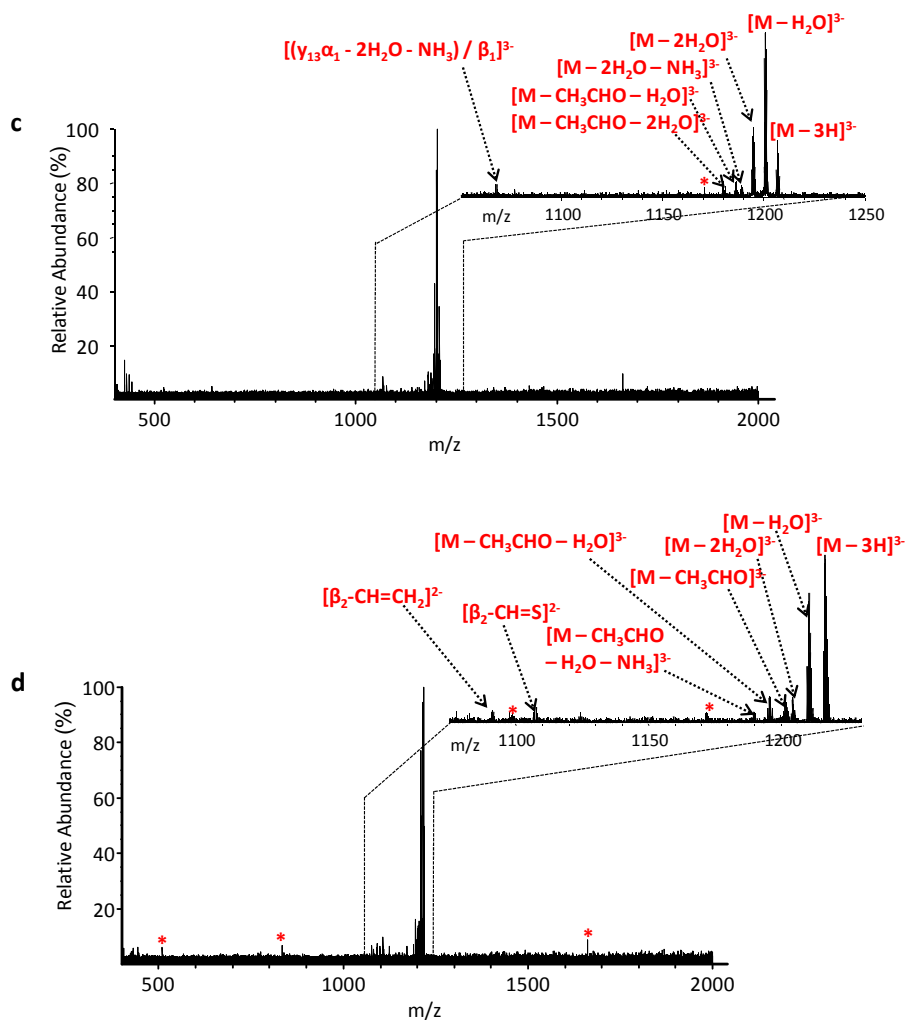 [M – H₂O]³⁻
[((γ₁₃α₁ - 2H₂O - NH₃) / β₁]³⁻
[M – 2H₂O]³⁻
[M – 2H₂O – NH₃]³⁻
[M – CH₃CHO – H₂O]³⁻
[M – CH₃CHO – 2H₂O]³⁻
[M – 3H]³⁻
*
c
100
80
60
40
20
Relative Abundance (%)
m/z
1100
1150
1200
1250
500
1000
1500
2000
m/z
[M – H₂O]³⁻
[M – CH₃CHO – H₂O]³⁻
[M – 2H₂O]³⁻
[M – 3H]³⁻
[M – CH₃CHO]³⁻
[β₂-CH=CH₂]²⁻
[β₂-CH=S]²⁻
[M – CH₃CHO
– H₂O – NH₃]³⁻
*
*
d
100
80
60
40
20
Relative Abundance (%)
m/z
1100
1150
1200
*
*
*
500
1000
1500
2000
m/z